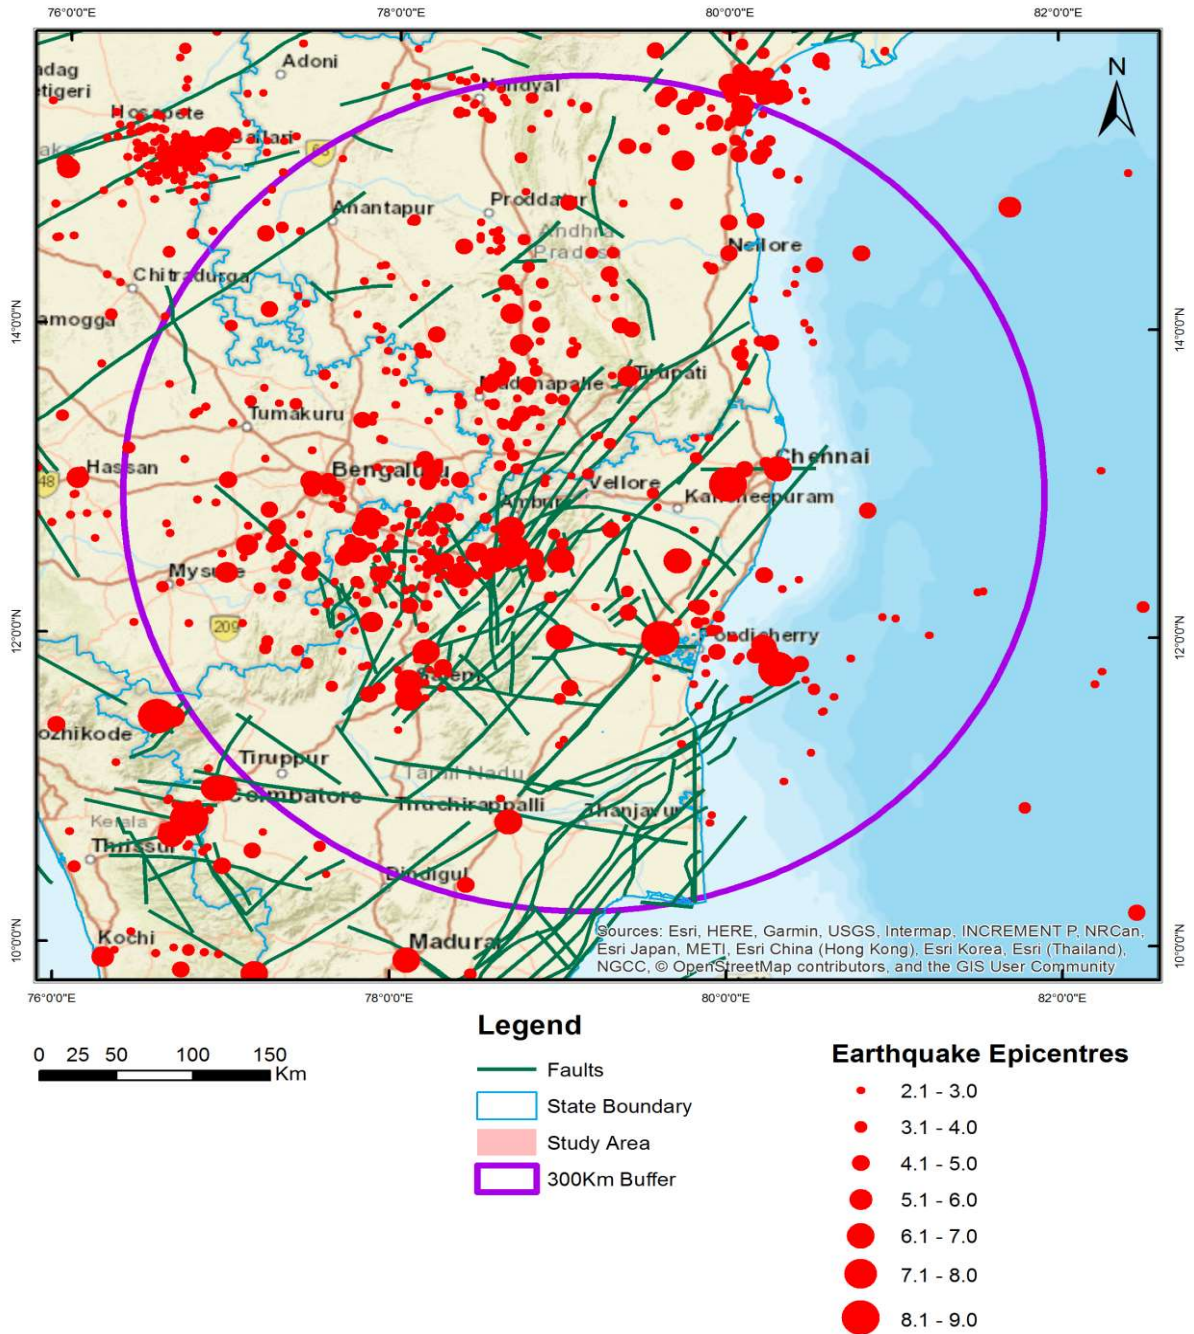 76°0'0"E 78°0'0"E 80°0'0"E 82°0'0"E
N
Adoni
Nandyal
Hosapete
Ballari
Proddatur
Anantapur
Andhra
Pradesh
Nellore
Chitradurga
14°0'0"N 14°0'0"N
Tirupati
Tumakuru
Hassan
Bengaluru
Chennai
48
Vellore
Ambur
Kancheepuram
Mysore
209
12°0'0"N 12°0'0"N
Pondicherry
Salem
ozhikode
Tiruppur
Tamil Nadu
Coimbatore
Thuchirappalli
Thanjavur
Kerala
Thrissur
Dindigul
Kochi
Madurai
Sources: Esri, HERE, Garmin, USGS, Intermap, INCREMENT P, NRCan,
Esri Japan, METI, Esri China (Hong Kong), Esri Korea, Esri (Thailand),
NGCC, © OpenStreetMap contributors, and the GIS User Community
10°0'0"N 10°0'0"N
76°0'0"E 78°0'0"E 80°0'0"E 82°0'0"E
Legend
Faults
State Boundary
Study Area
300Km Buffer
0 25 50 100 150
Km
Earthquake Epicentres
2.1 - 3.0
3.1 - 4.0
4.1 - 5.0
5.1 - 6.0
6.1 - 7.0
7.1 - 8.0
8.1 - 9.0